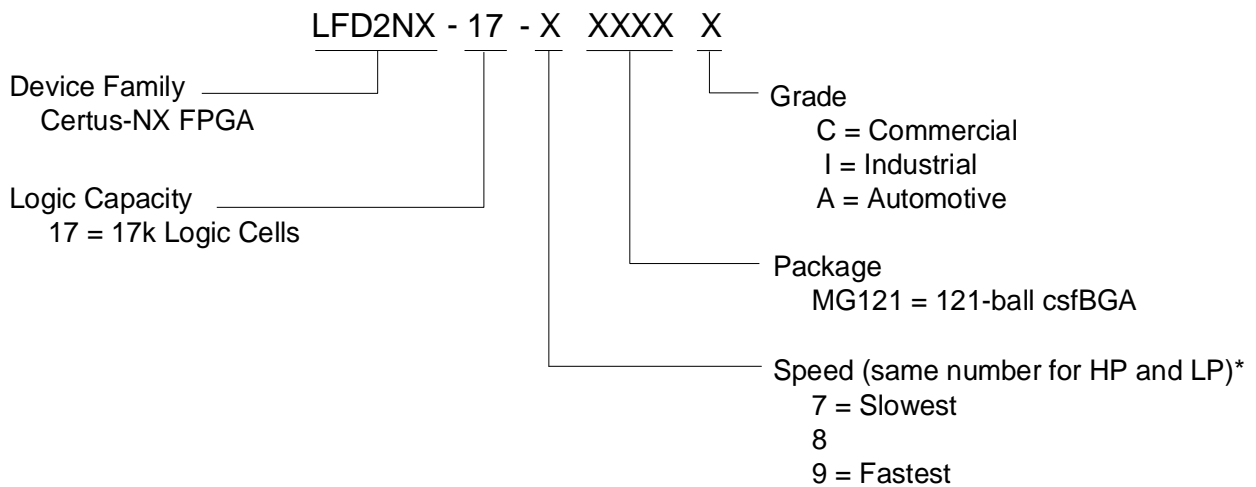 LFD2NX - 17 - X XXXX X
Device Family
Certus-NX FPGA
Logic Capacity
17 = 17k Logic Cells
Grade
C = Commercial
I = Industrial
A = Automotive
Package
MG121 = 121-ball csfBGA
Speed (same number for HP and LP)*
7 = Slowest
8
9 = Fastest